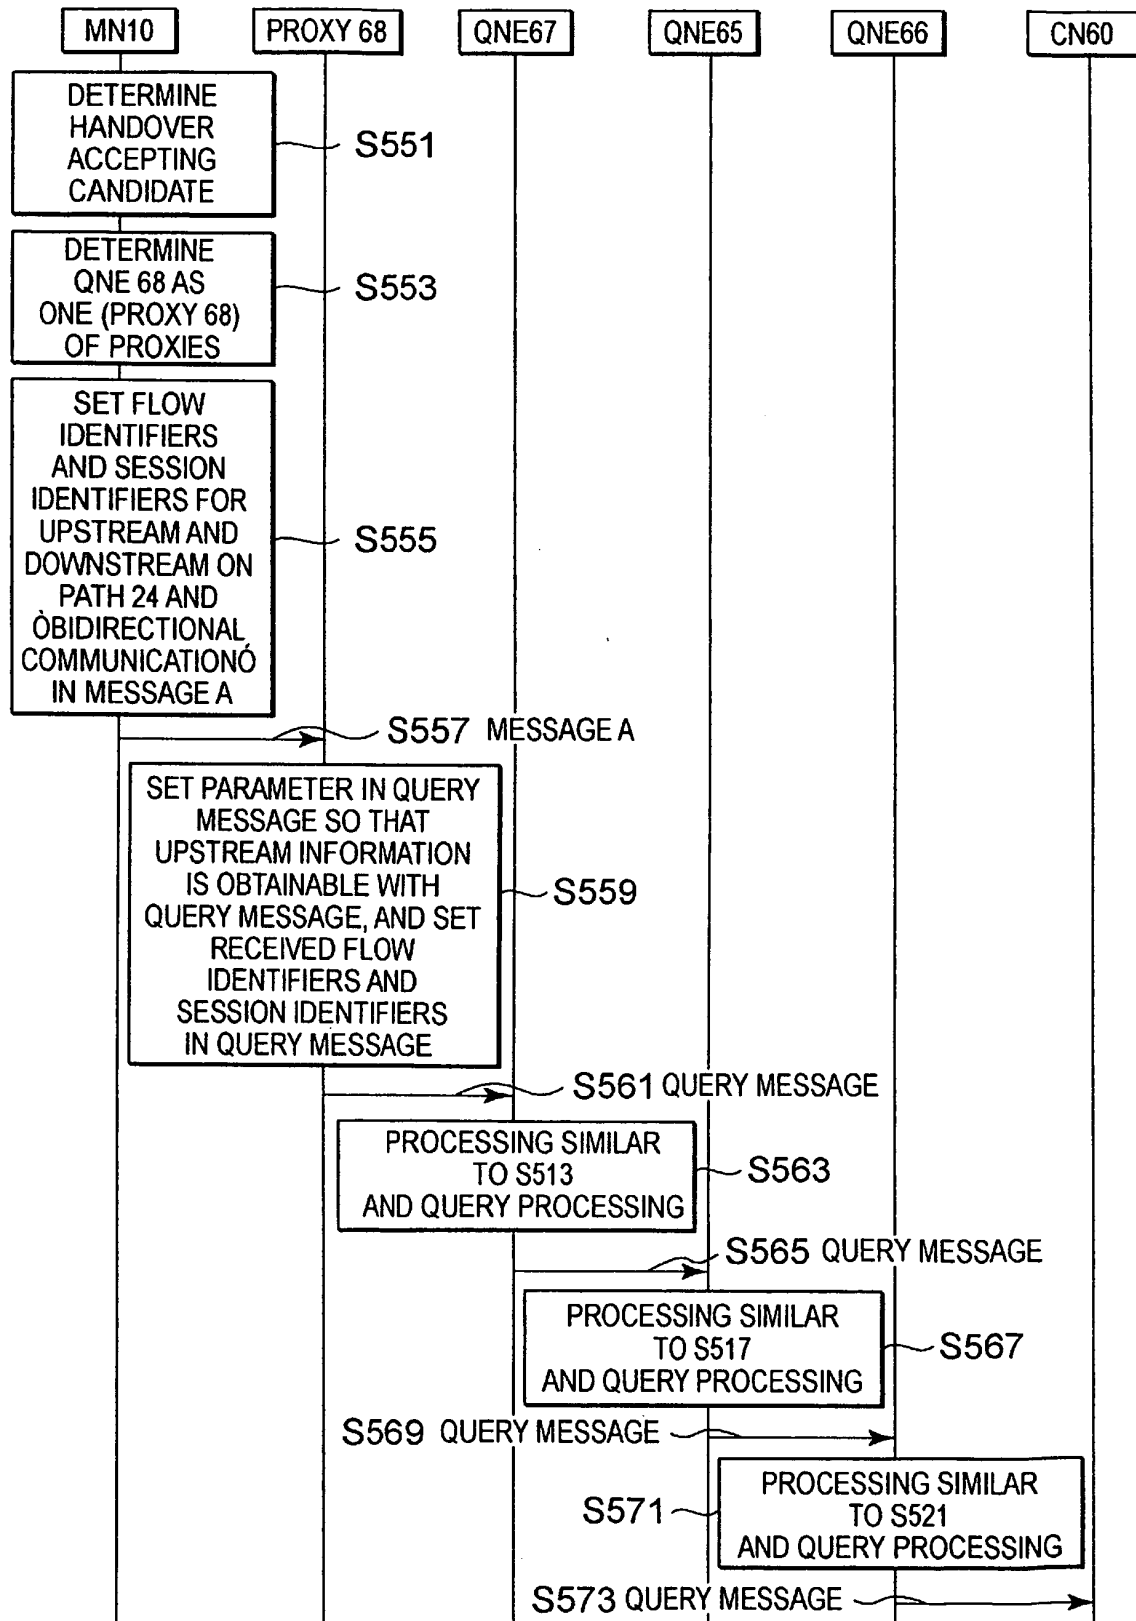 MN10
PROXY 68
QNE67
QNE65
QNE66
CN60
DETERMINE
HANDOVER
ACCEPTING
CANDIDATE
S551
DETERMINE
QNE 68 AS
ONE (PROXY 68)
OF PROXIES
S553
SET FLOW
IDENTIFIERS
AND SESSION
IDENTIFIERS FOR
UPSTREAM AND
DOWNSTREAM ON
PATH 24 AND
ÒBIDIRECTIONAL
COMMUNICATIONÓ
IN MESSAGE A
S555
S557 MESSAGE A
SET PARAMETER IN QUERY
MESSAGE SO THAT
UPSTREAM INFORMATION
IS OBTAINABLE WITH
QUERY MESSAGE, AND SET
RECEIVED FLOW
IDENTIFIERS AND
SESSION IDENTIFIERS
IN QUERY MESSAGE
S559
S561 QUERY MESSAGE
PROCESSING SIMILAR
TO S513
AND QUERY PROCESSING
S563
S565 QUERY MESSAGE
PROCESSING SIMILAR
TO S517
AND QUERY PROCESSING
S567
S569 QUERY MESSAGE
PROCESSING SIMILAR
TO S521
AND QUERY PROCESSING
S571
S573 QUERY MESSAGE